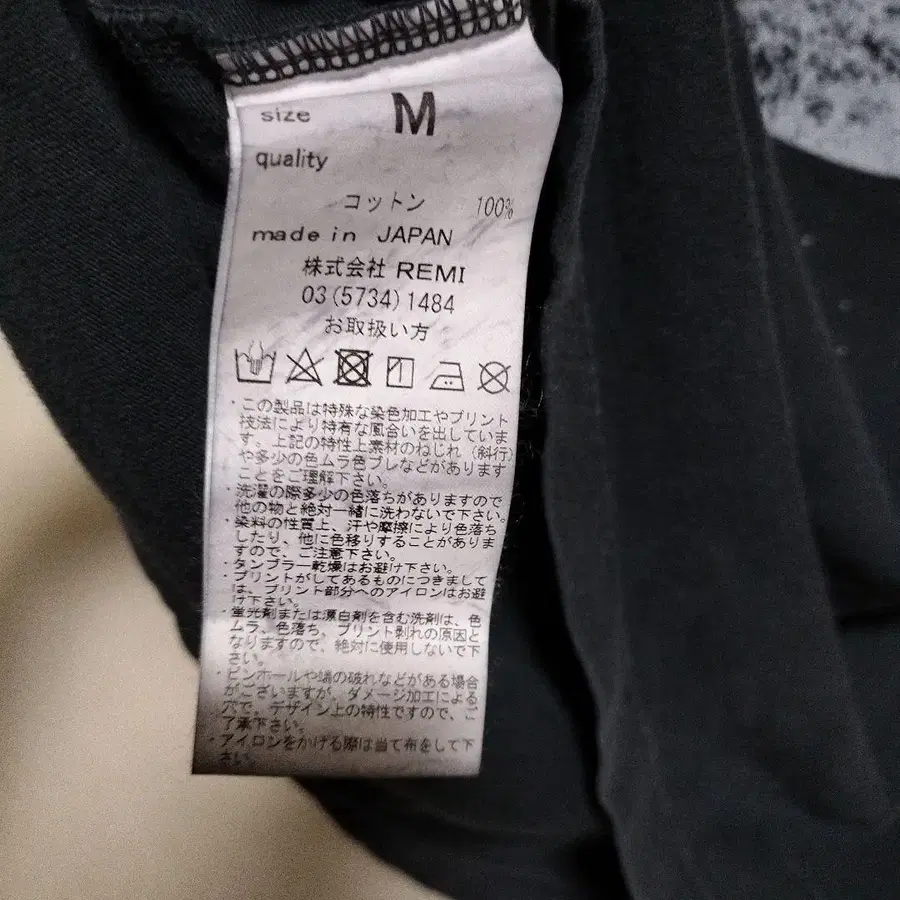 size M
quality
コットン 100%
made in JAPAN
株式会社 REMI
03(5734)1484
お取扱い方
・この製品は特殊な染色加工やプリント
技法により特有な風合いを出していま
す。上記の特性上素材のねじれ(斜行)
や多少の色ムラ色ブレなどがあります
ことをご理解下さい。
・洗濯の際多少の色落ちがありますので
他の物と絶対一緒に洗わないで下さい。
・染料の性質上、汗や摩擦により色落ち
したり、他に色移りすることがありま
すので、ご注意下さい。
・タンブラー乾燥はお避け下さい。
・プリントがしてあるものにつきまして
は、プリント部分へのアイロンはお避
け下さい。
・蛍光剤または漂白剤を含む洗剤は、色
ムラ、色落ち、プリント剥れの原因と
なりますので、絶対に使用しないで下
さい。
・ピンホールや端の破れなどがある場合
がございますが、ダメージ加工による
穴で、デザイン上の特性ですので、ご
了承下さい。
・アイロンをかける際は当て布をして下
さい。